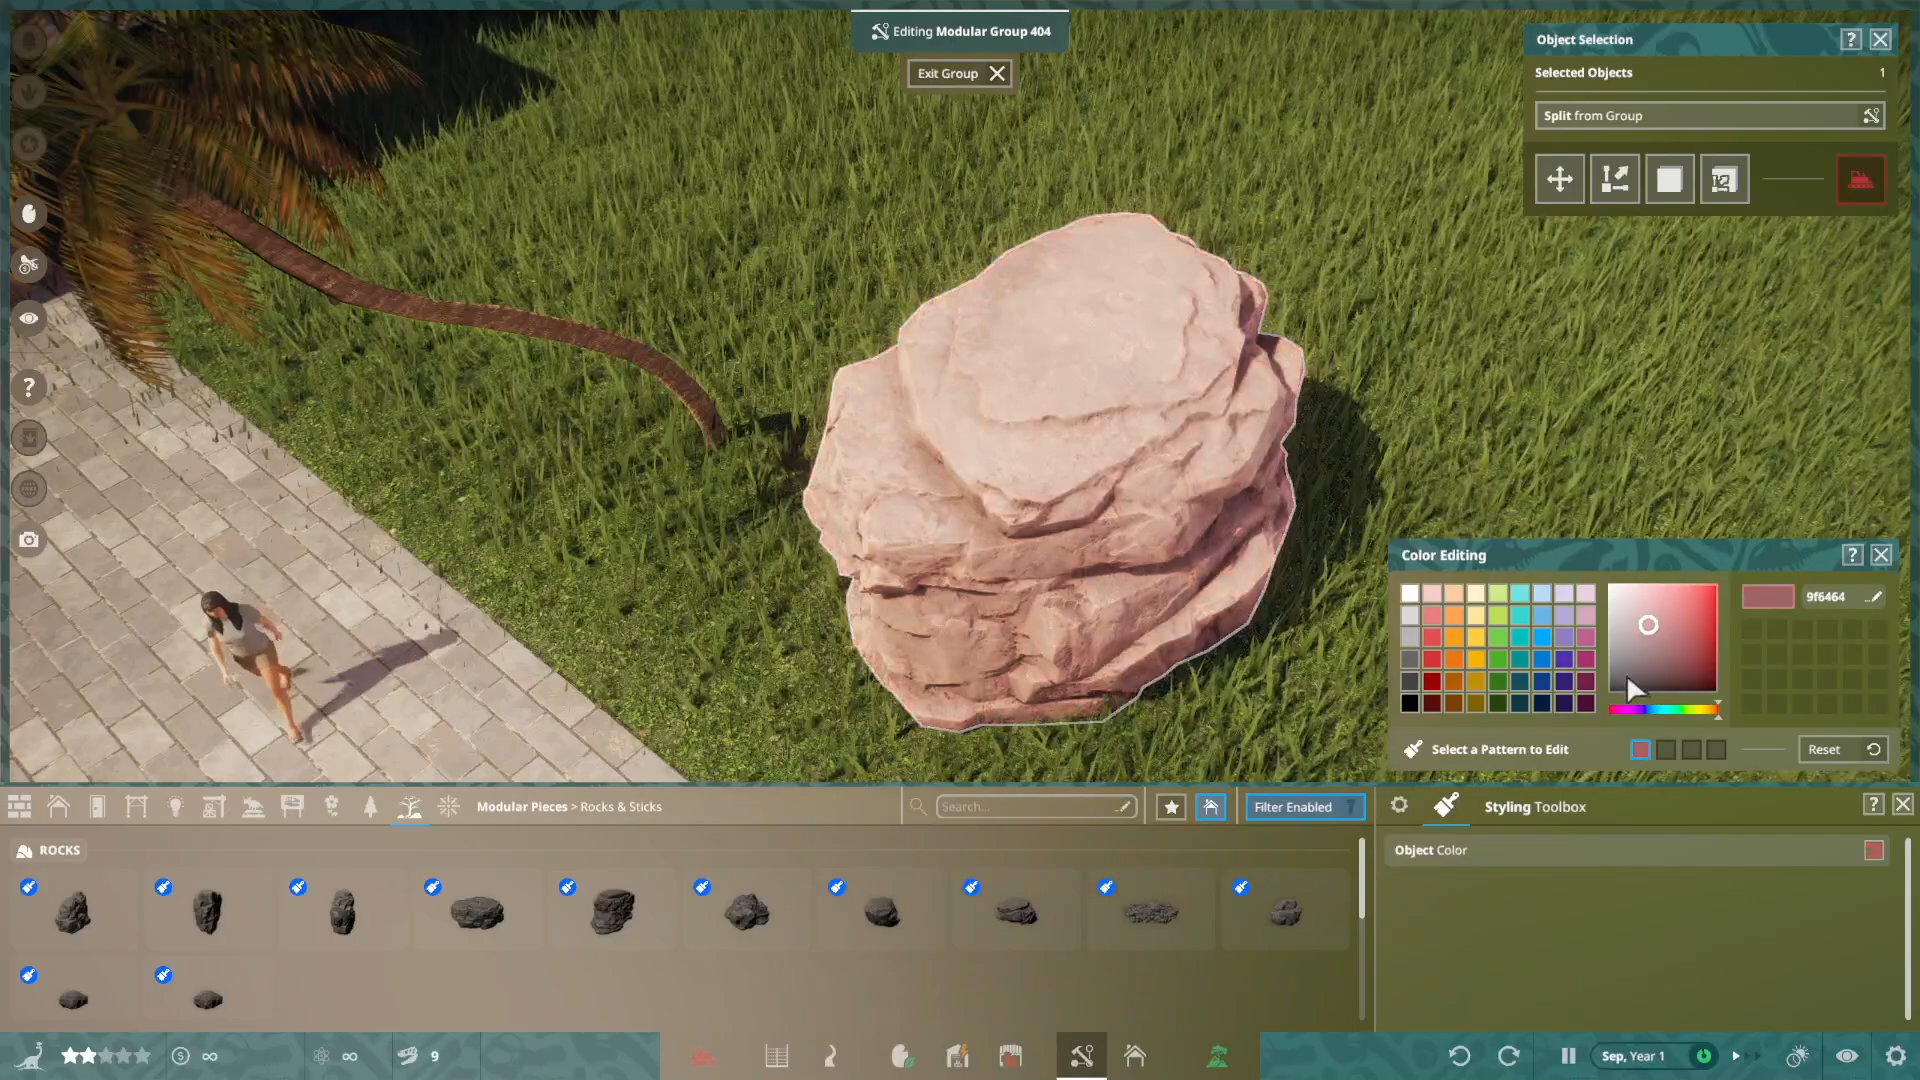 Editing Modular Group 404
Exit Group
Object Selection
?
Selected Objects 1
Split from Group
?
Color Editing
?
9f6464
Select a Pattern to Edit
Reset
Modular Pieces > Rocks & Sticks
Search...
Filter Enabled
Styling Toolbox
?
ROCKS
Object Color
∞
∞
9
Sep, Year 1